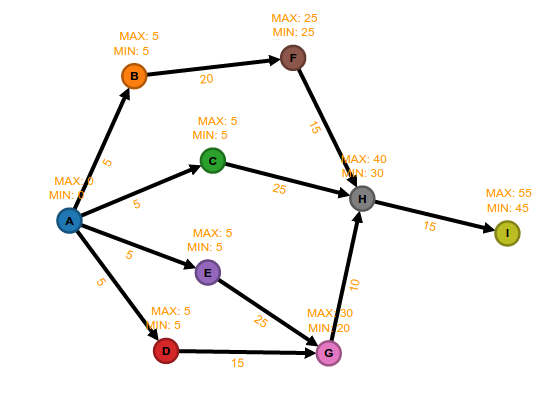 MAX: 25
MIN: 25
F
MAX: 5
MIN: 5
B
20
5
15
MAX: 5
MIN: 5
C
MAX: 40
MIN: 30
H
25
MAX: 0
MIN: 0
A
5
MAX: 55
MIN: 45
I
15
MAX: 5
MIN: 5
E
5
5
10
25
MAX: 5
MIN: 5
D
MAX: 30
MIN: 20
G
15